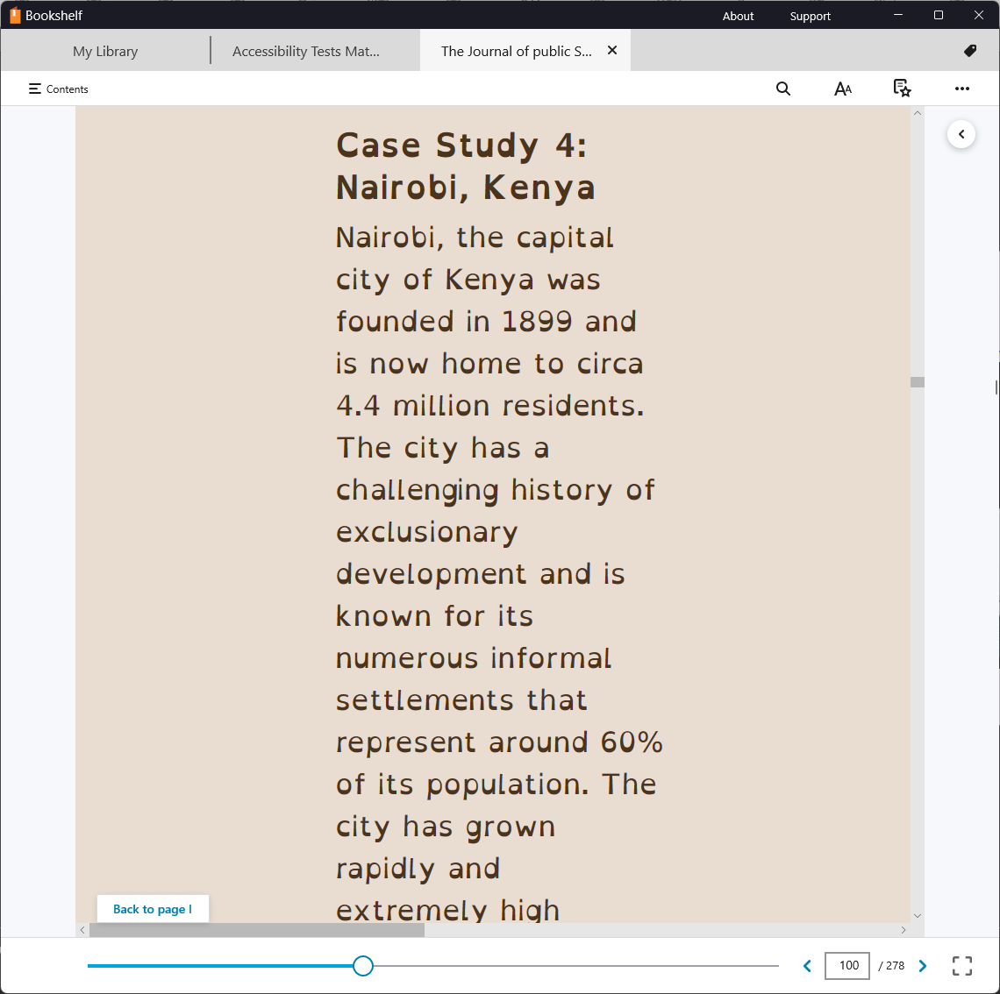 Bookshelf
About
Support
My Library
Accessibility Tests Mat...
The Journal of public S...
Contents
AA
Case Study 4:
Nairobi, Kenya
Nairobi, the capital
city of Kenya was
founded in 1899 and
is now home to circa
4.4 million residents.
The city has a
challenging history of
exclusionary
development and is
known for its
numerous informal
settlements that
represent around 60%
of its population. The
city has grown
rapidly and
extremely high
Back to page I
100 / 278